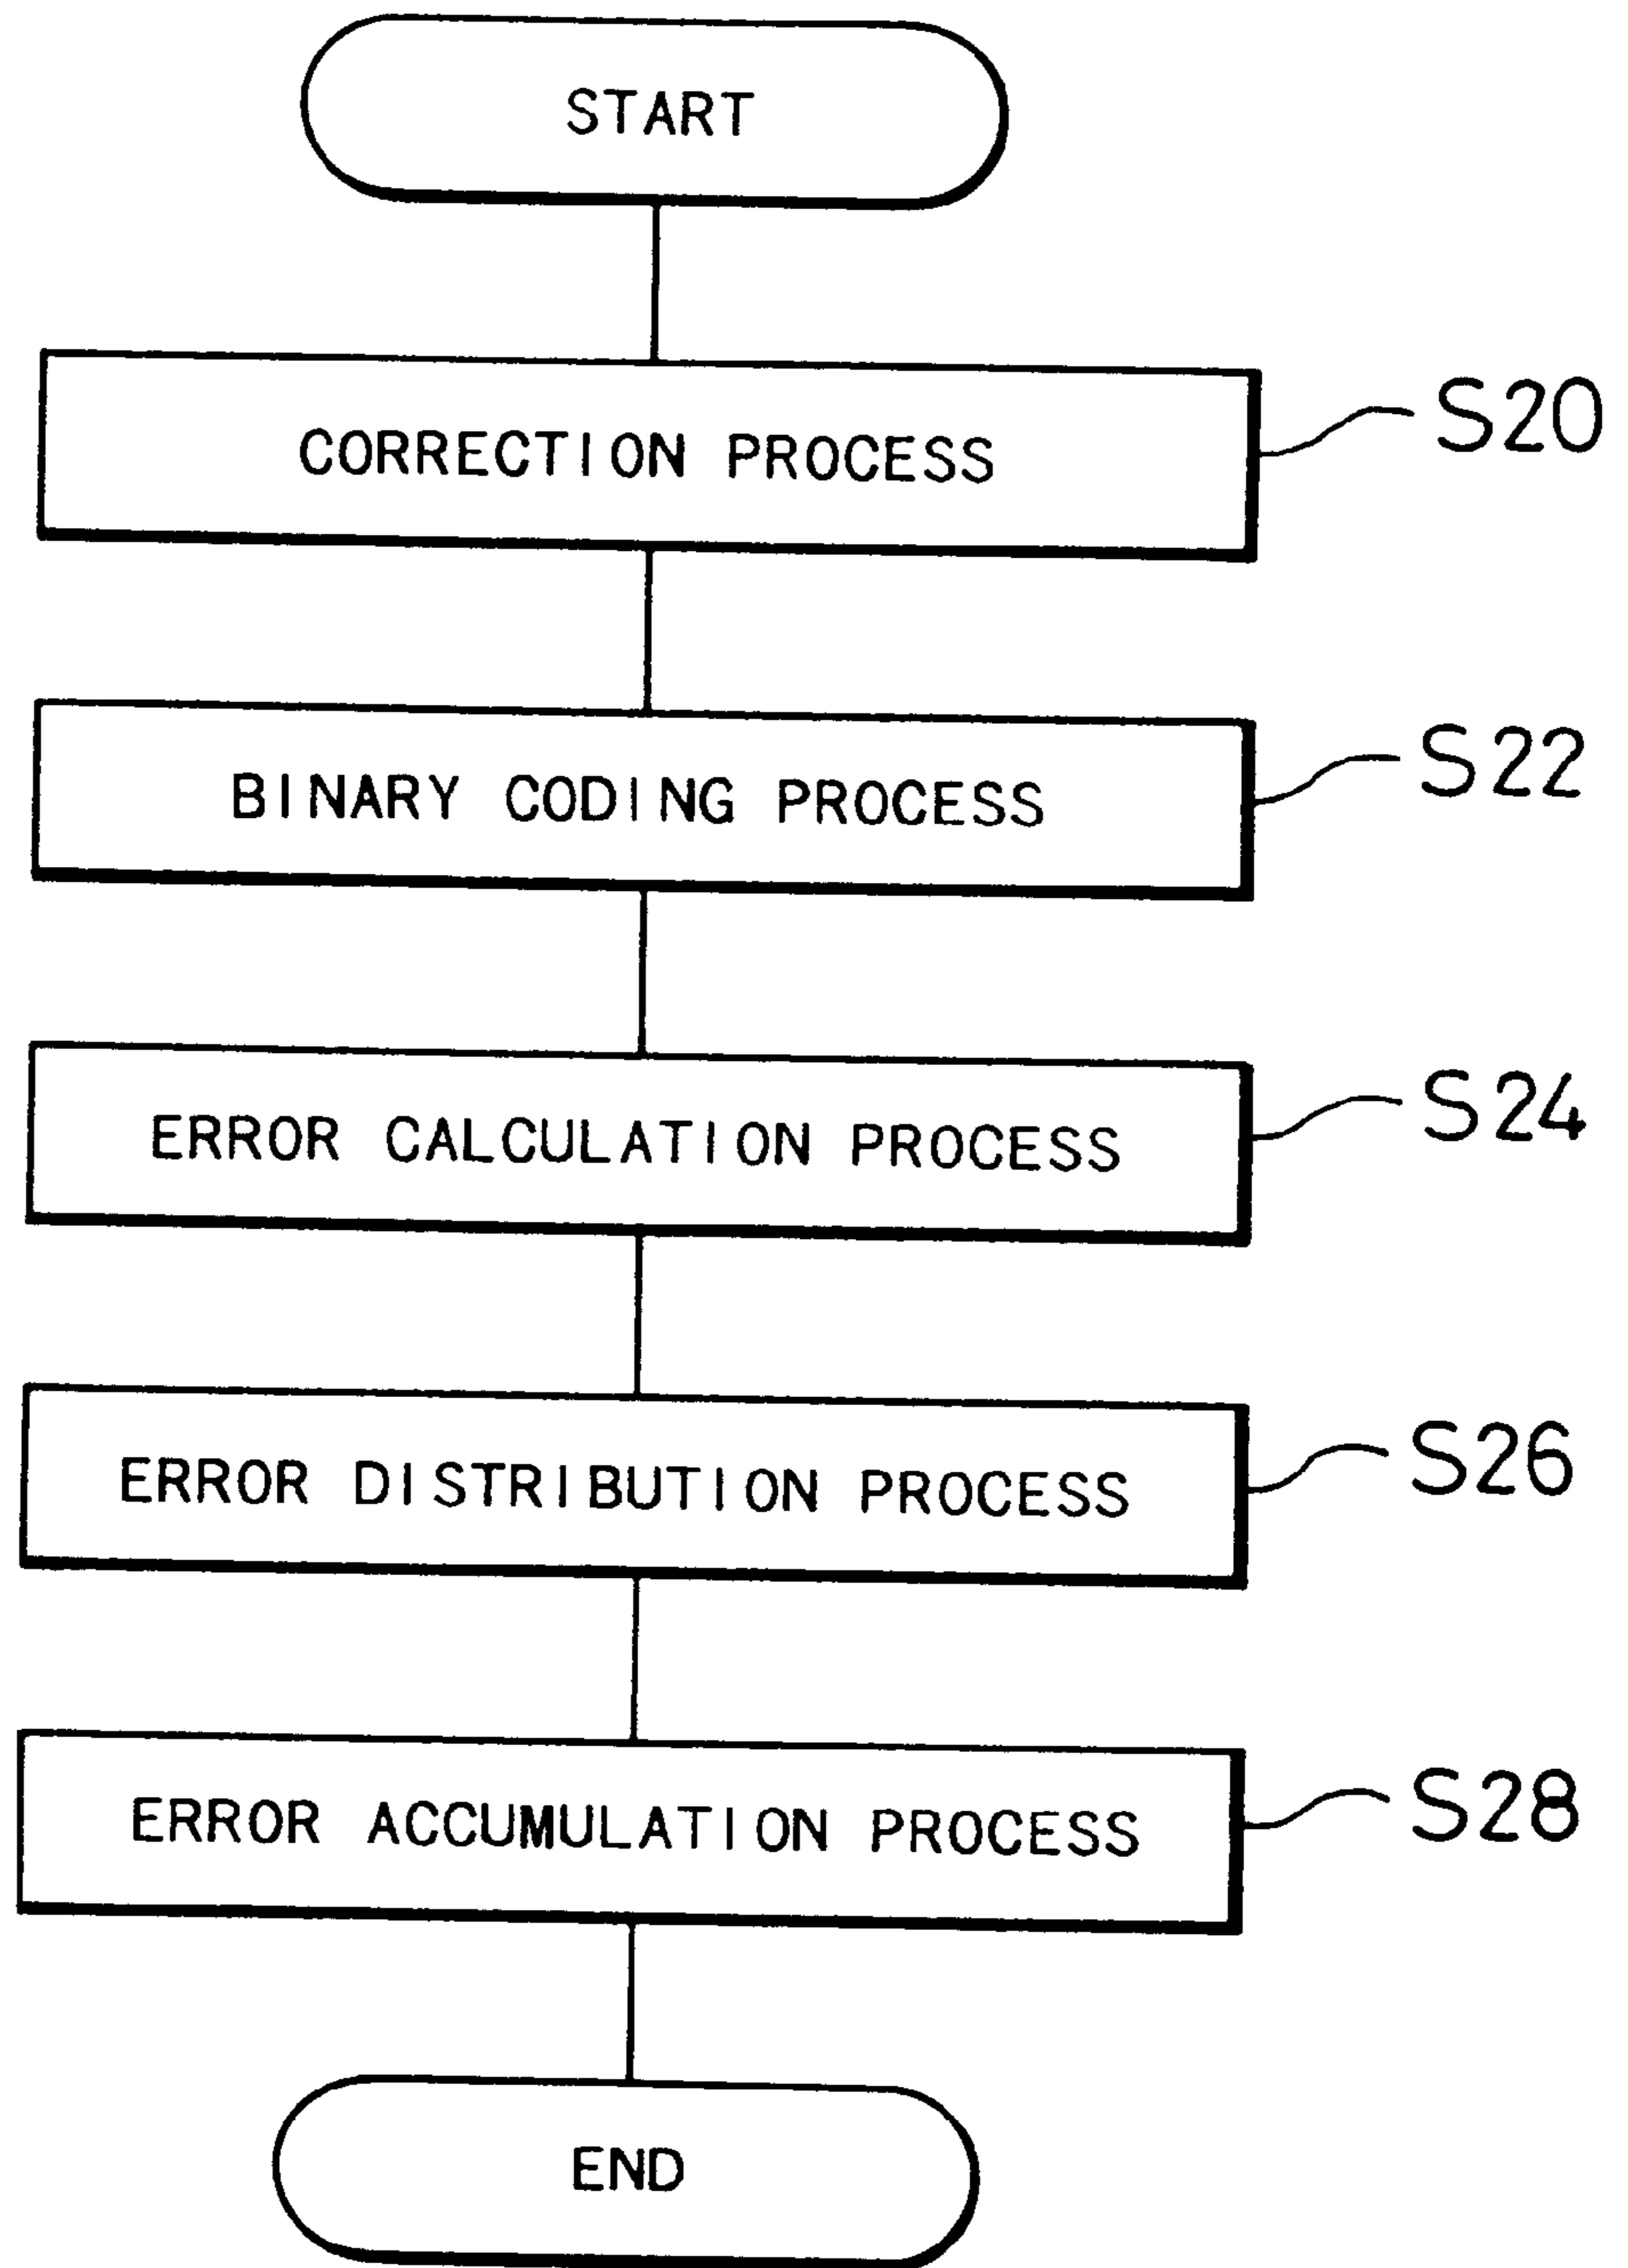 START
CORRECTION PROCESS
S20
BINARY CODING PROCESS
S22
ERROR CALCULATION PROCESS
S24
ERROR DISTRIBUTION PROCESS
S26
ERROR ACCUMULATION PROCESS
S28
END